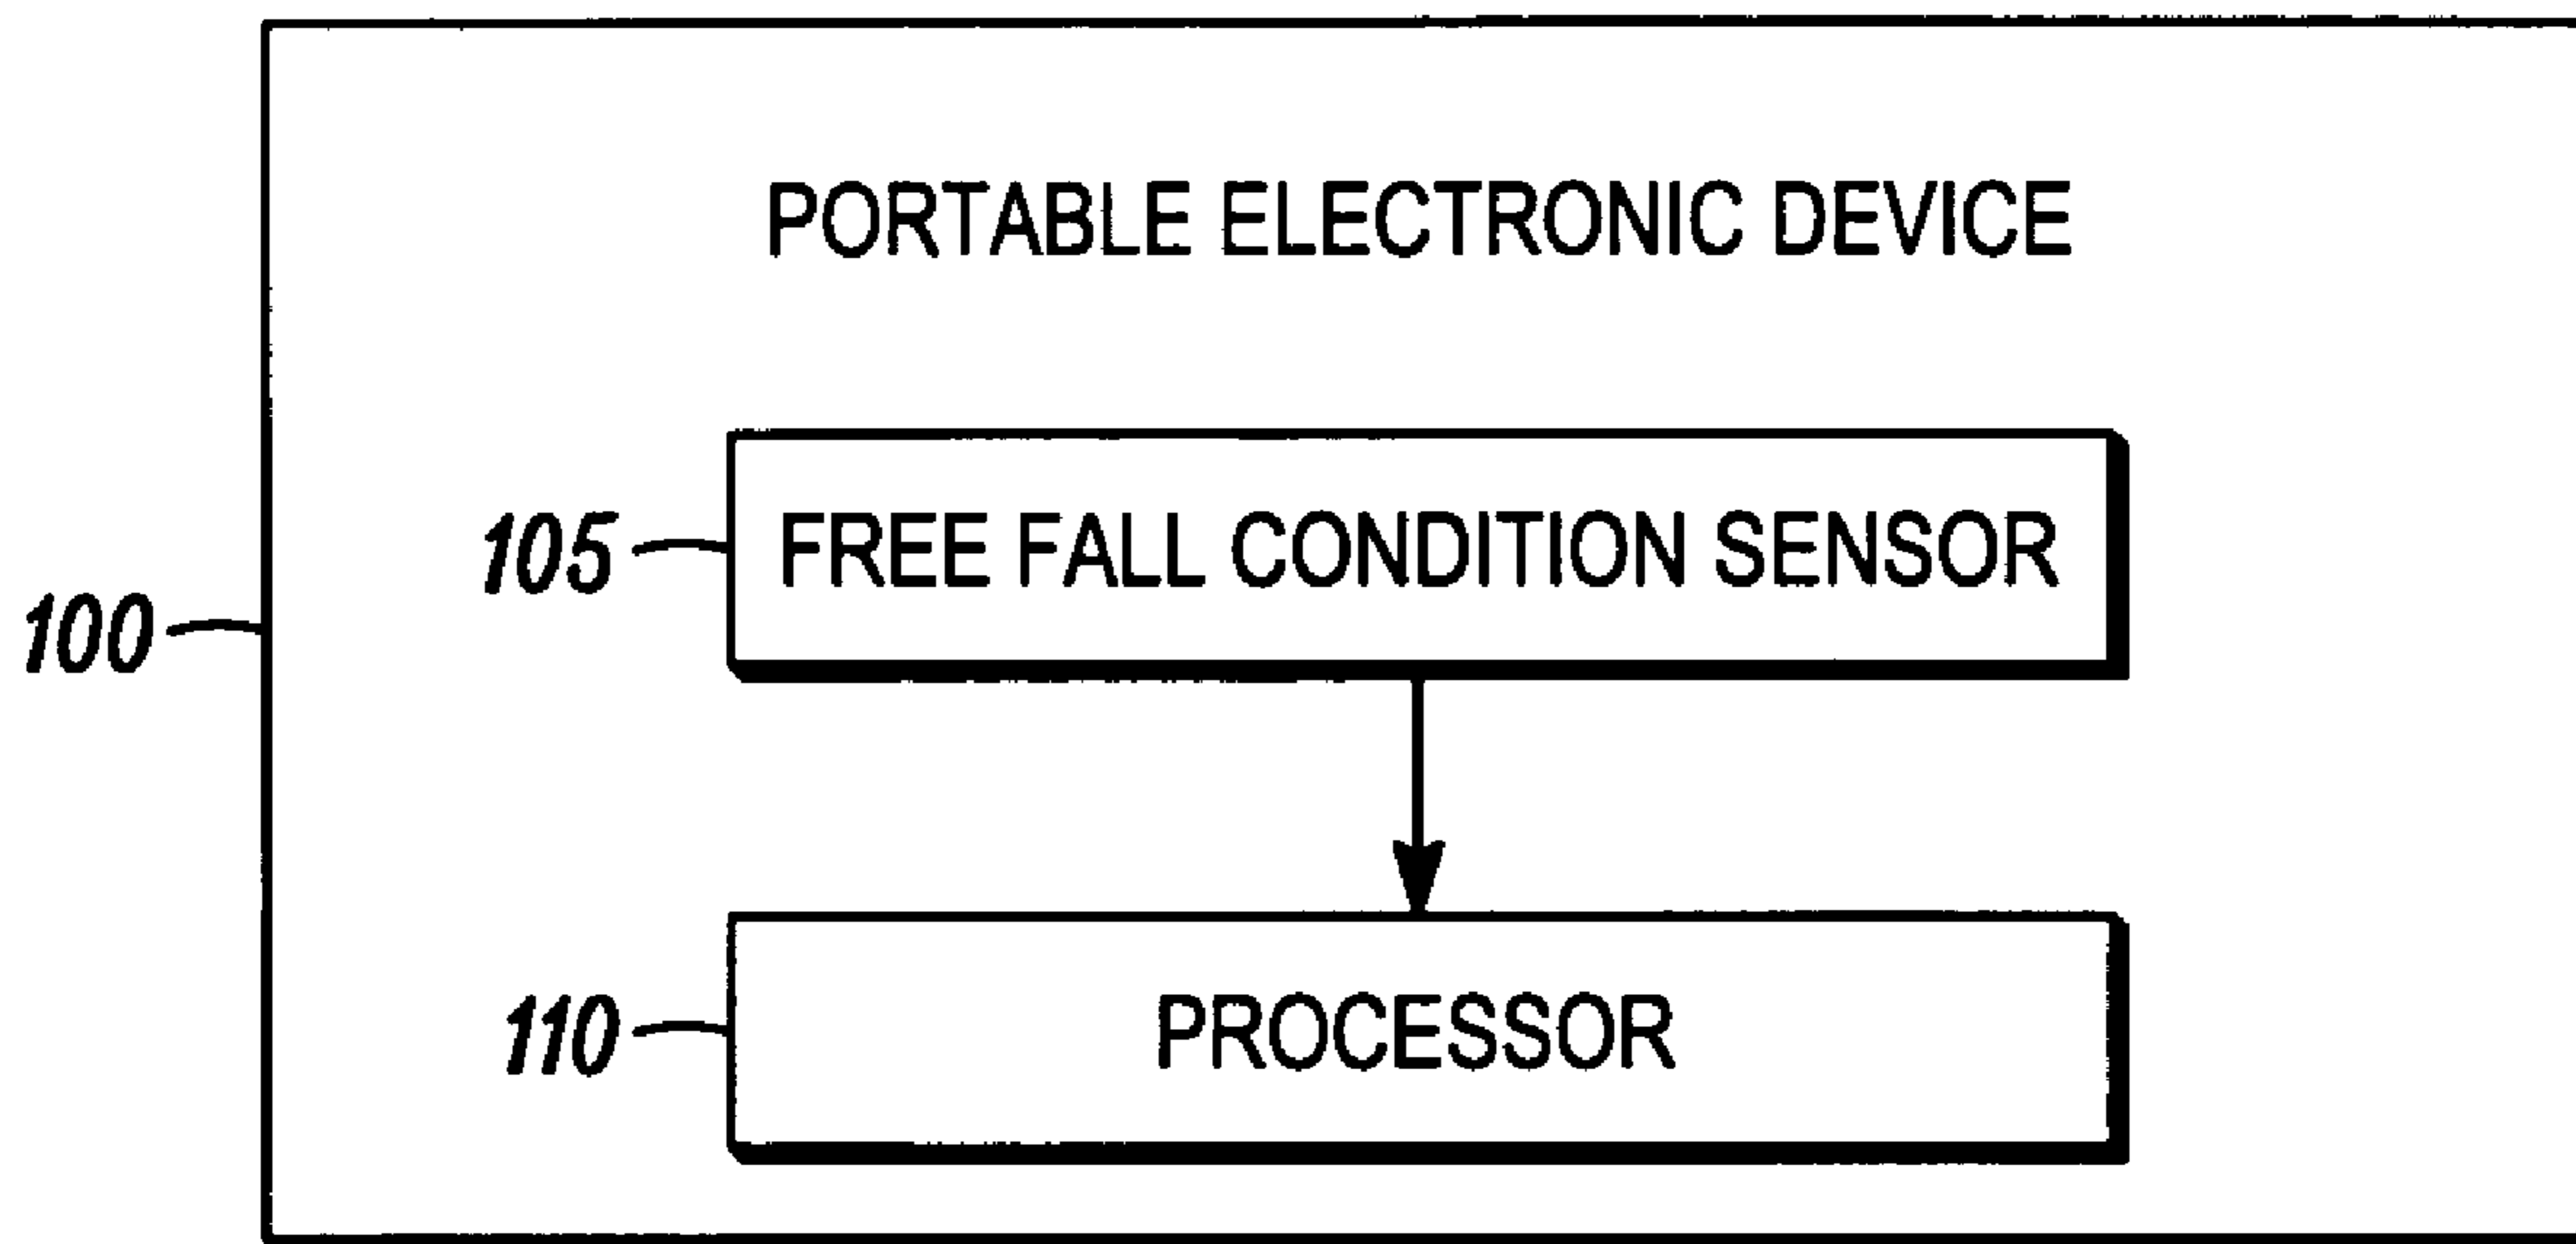 PORTABLE ELECTRONIC DEVICE
105 FREE FALL CONDITION SENSOR
100
110 PROCESSOR